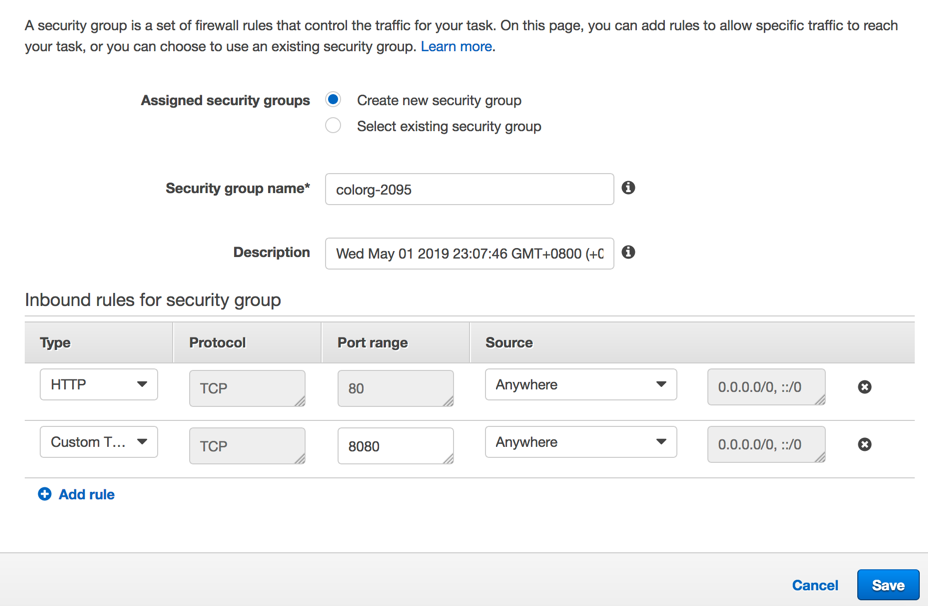 A security group is a set of firewall rules that control the traffic for your task. On this page, you can add rules to allow specific traffic to reach
your task, or you can choose to use an existing security group. Learn more.
Assigned security groups Create new security group
Select existing security group
Security group name* colorg-2095
Description Wed May 01 2019 23:07:46 GMT+0800 (+0
Inbound rules for security group
Type Protocol Port range Source
HTTP TCP 80 Anywhere 0.0.0.0/0, ::/0
Custom T... TCP 8080 Anywhere 0.0.0.0/0, ::/0
Add rule
Cancel Save